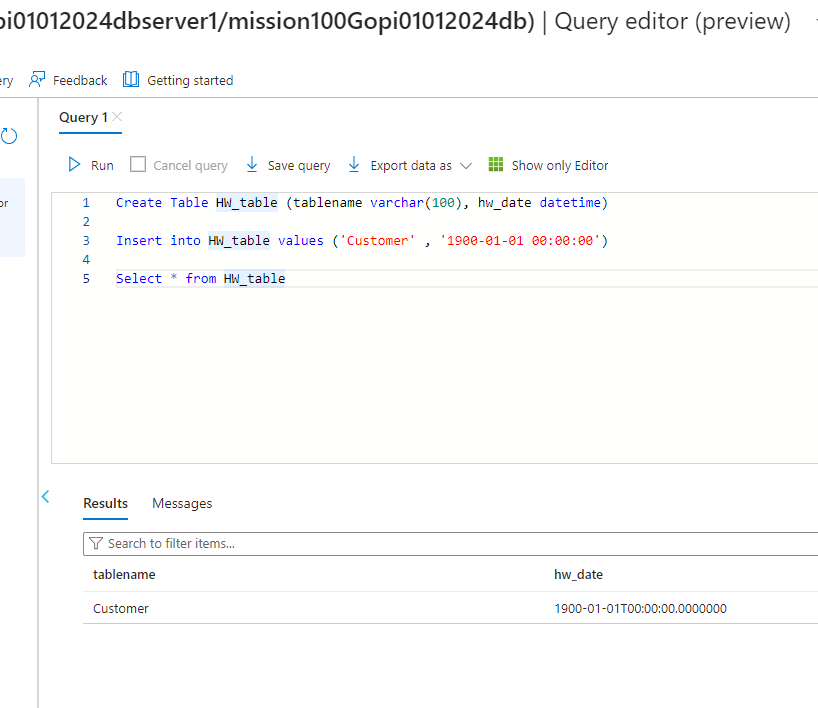 pi01012024dbserver1/mission100Gopi01012024db) | Query editor (preview)
ery Feedback Getting started
Query 1
or
Run Cancel query Save query Export data as Show only Editor
1 Create Table HW_table (tablename varchar(100), hw_date datetime)
2
3 Insert into HW_table values ('Customer' , '1900-01-01 00:00:00')
4
5 Select * from HW_table
Results Messages
Search to filter items...
tablename hw_date
Customer 1900-01-01T00:00:00.0000000